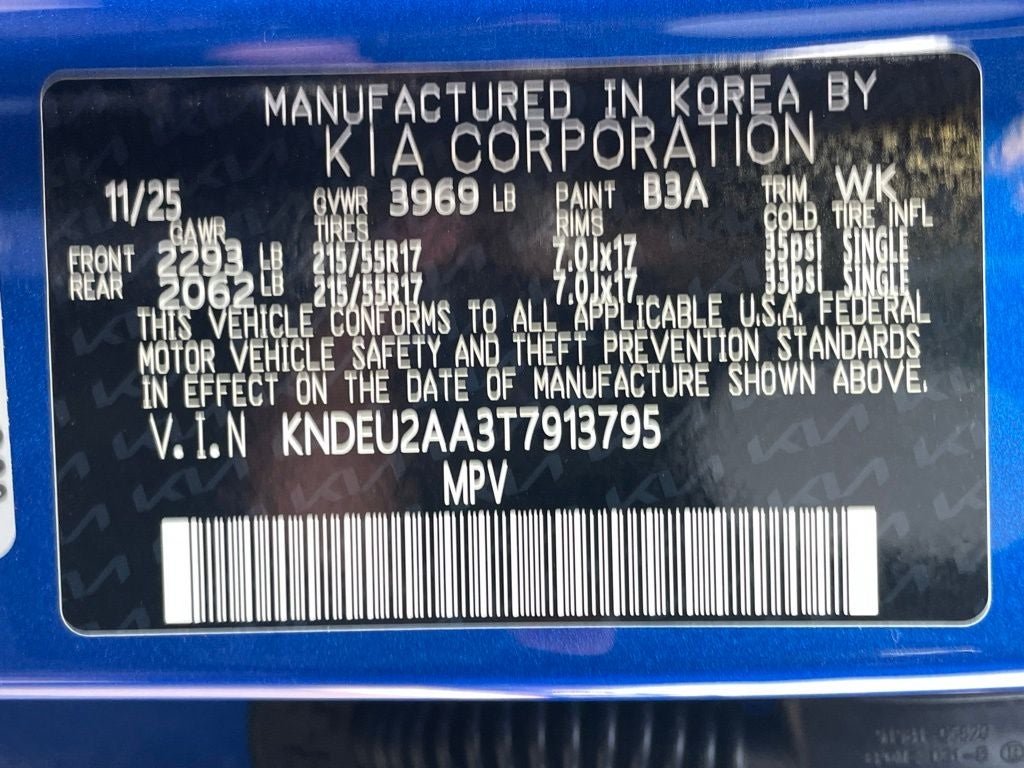 MANUFACTURED IN KOREA BY
KIA CORPORATION
11/25 GVWR 3969 LB PAINT B3A TRIM WK
GAWR TIRES RIMS COLD TIRE INFL
FRONT 2293 LB 215/55R17 7.0Jx17 35psi SINGLE
REAR 2062 LB 215/55R17 7.0Jx17 33psi SINGLE
THIS VEHICLE CONFORMS TO ALL APPLICABLE U.S.A. FEDERAL
MOTOR VEHICLE SAFETY AND THEFT PREVENTION STANDARDS
IN EFFECT ON THE DATE OF MANUFACTURE SHOWN ABOVE.
V.I.N KNDEU2AA3T7913795
MPV